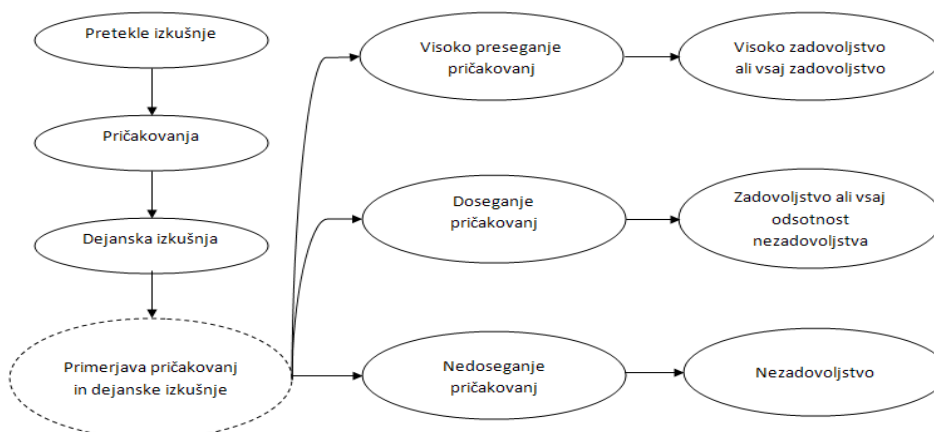 Pretekle izkušnje
Pričakovanja
Dejanska izkušnja
Primerjava pričakovanj
in dejanske izkušnje
Visoko preseganje
pričakovanj
Visoko zadovoljstvo
ali vsaj zadovoljstvo
Doseganje
pričakovanj
Zadovoljstvo ali vsaj
odsotnost
nezadovoljstva
Nedoseganje
pričakovanj
Nezadovoljstvo